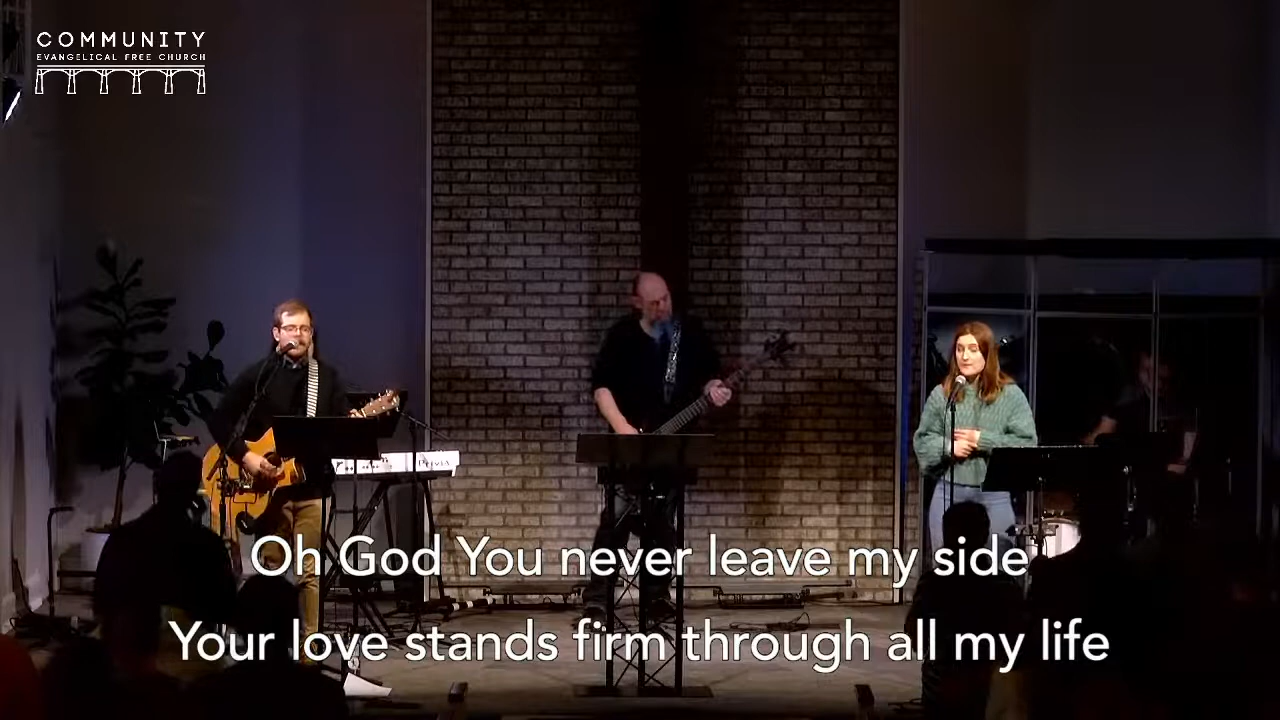 COMMUNITY
EVANGELICAL FREE CHURCH
Privia
Oh God You never leave my side
Your love stands firm through all my life